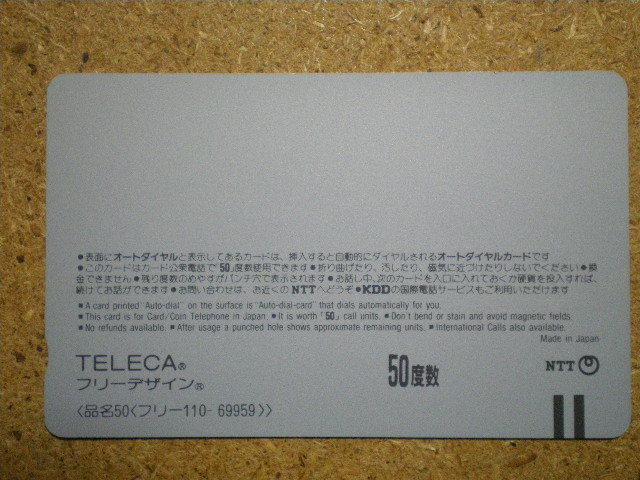 ●表面にオートダイヤルと表示してあるカードは、挿入すると自動的にダイヤルされるオートダイヤルカードです
●このカードはカード公衆電話で"50"度数使用できます●折り曲げたり、汚したり、磁気に近づけたりしないでください●換
金できません●残り度数のめやすがパンチ穴で表示されます●お話し中、次のカードを入口に入れておくか硬貨を投入すれば、
続けてお話ができます●お問い合わせは、お近くのNTTへどうぞ●KDDの国際電話サービスもご利用いただけます
■A card printed "Auto-dial" on the surface is "Auto-dial-card" that dials automatically for you.
■This card is for Card/Coin Telephone in Japan ■It is worth "50" call units. ■Don't bend or stain and avoid magnetic fields.
■No refunds available. ■After usage a punched hole shows approximate remaining units. ■International Calls also available.
Made in Japan
TELECA®
フリーデザイン®
50度数
NTT
〈品名50〈フリー110- 69959〉〉